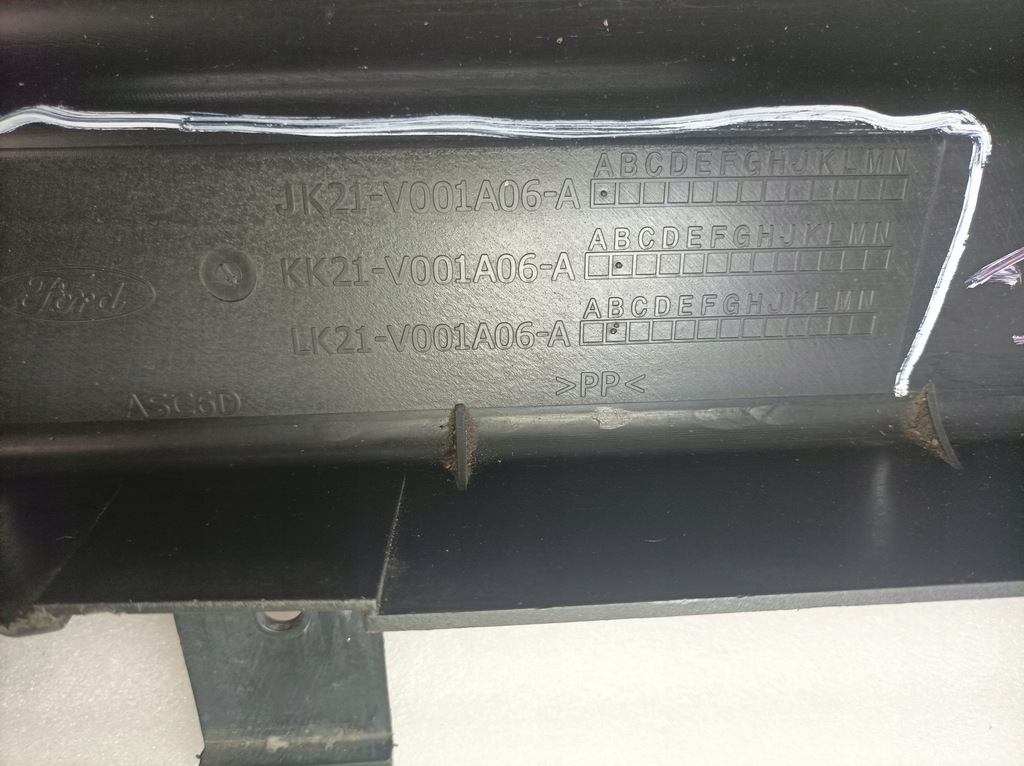 ABCDEFGHJKLMN
JK21-V001A06-A
ABCDEFGHJKLMN
KK21-V001A06-A
Ford
ABCDEFGHJKLMN
LK21-V001A06-A
>PP<
ASC6D